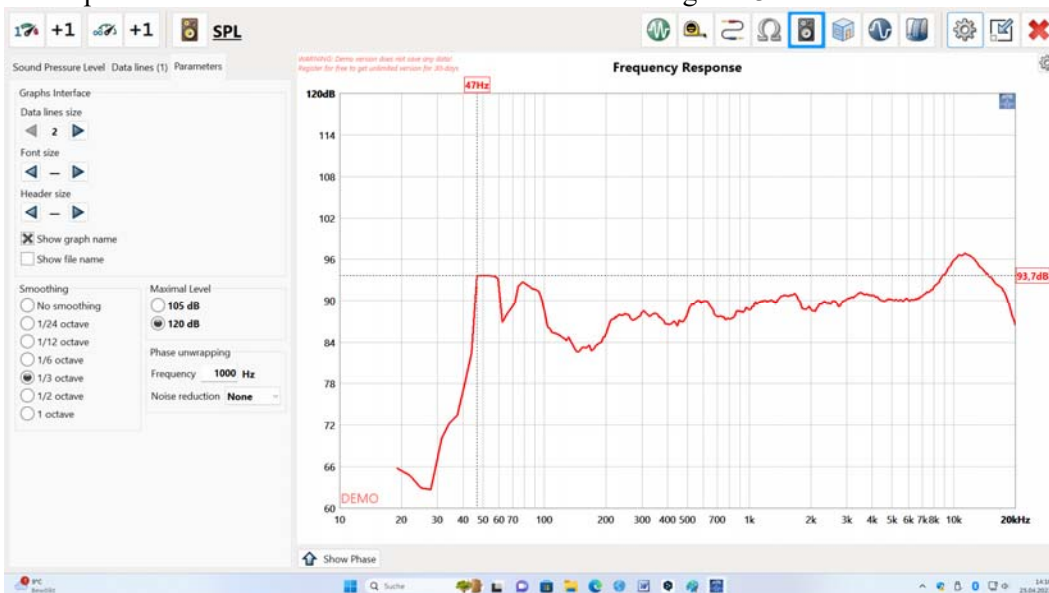 +1 +1 SPL
Sound Pressure Level Data lines (1) Parameters
Graphs Interface
Data lines size
2
Font size
–
Header size
–
Show graph name
Show file name
Smoothing
No smoothing
1/24 octave
1/12 octave
1/6 octave
1/3 octave
1/2 octave
1 octave
Maximal Level
105 dB
120 dB
Phase unwrapping
Frequency 1000 Hz
Noise reduction None
WARNING: Demo version does not save any data!
Register for free to get unlimited version for 30-days
Frequency Response
47Hz
120dB
114
108
102
96
93,7dB
90
84
78
72
66
60
DEMO
10 20 30 40 50 60 70 100 200 300 400 500 700 1k 2k 3k 4k 5k 6k 7k 8k 10k 20kHz
Show Phase
Suche